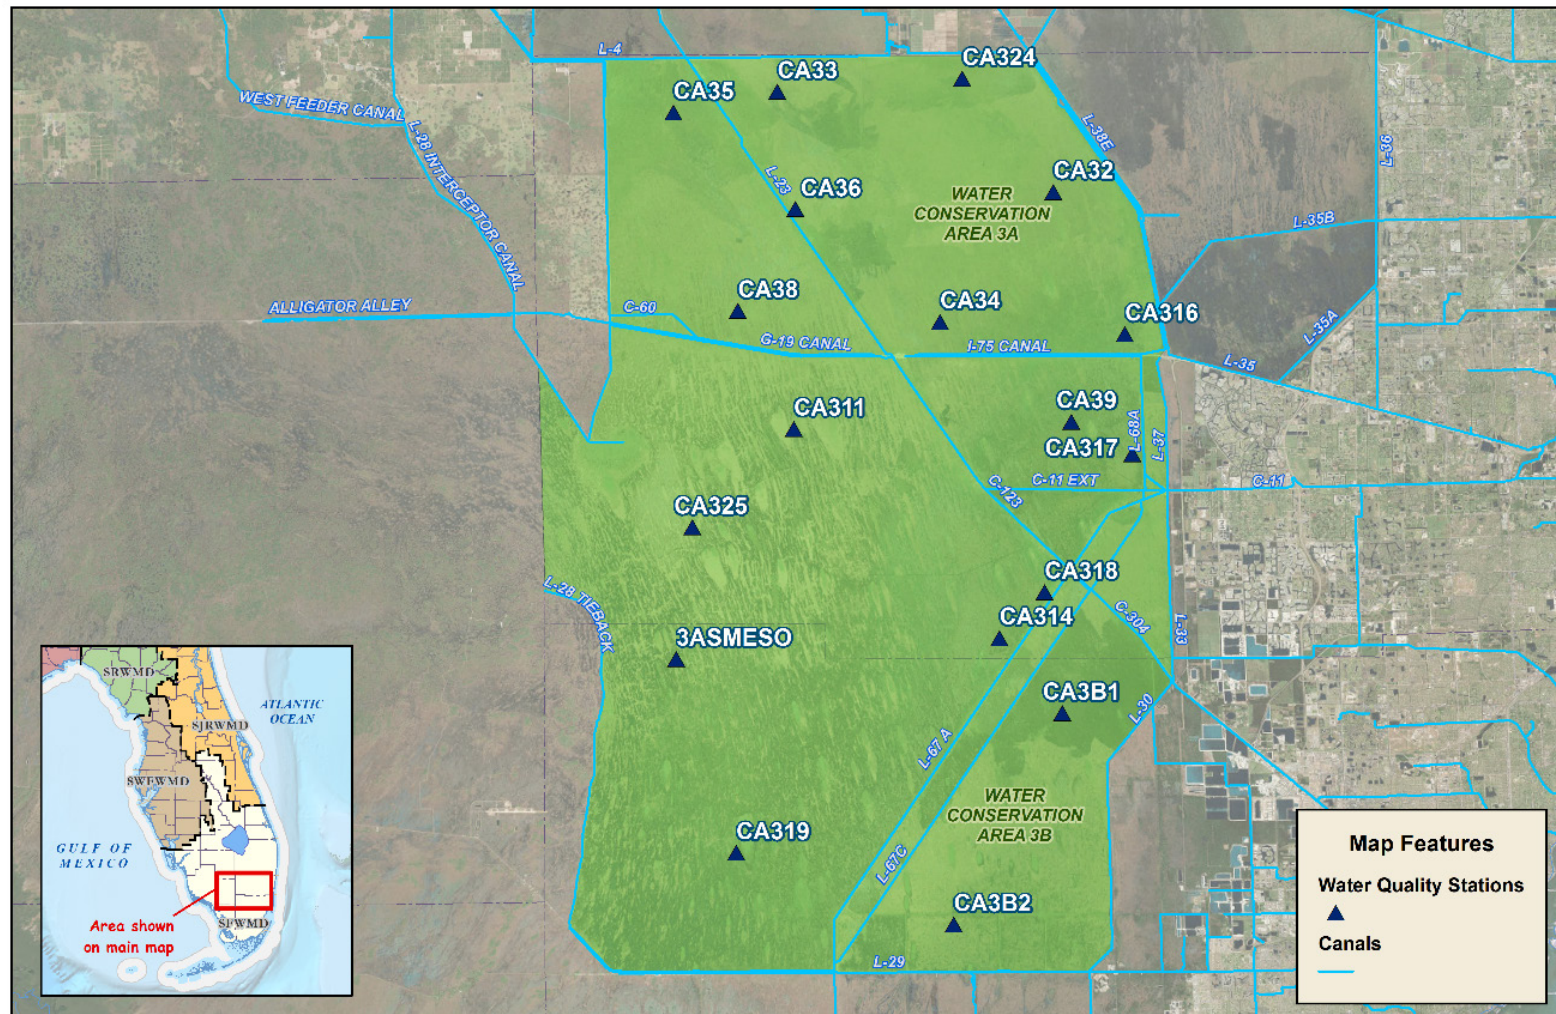 L-4
CA33
CA324
CA35
WEST FEEDER CANAL
L-28 INTERCEPTOR CANAL
L-38E
L-36
L-23
CA36
CA32
WATER
CONSERVATION
AREA 3A
L-35B
ALLIGATOR ALLEY
C-60
CA38
CA34
CA316
G-19 CANAL
I-75 CANAL
L-35A
L-35
CA311
CA39
L-68A
L-37
CA317
C-11 EXT
C-11
C-123
CA325
CA318
L-28 TIEBACK
CA314
C-304
L-33
3ASMESO
CA3B1
L-30
L-67 A
WATER
CONSERVATION
AREA 3B
CA319
L-67C
CA3B2
L-29
SRWMD
ATLANTIC
OCEAN
SJRWMD
SWFWMD
GULF OF
MEXICO
SFWMD
Area shown
on main map
Map Features
Water Quality Stations
Canals